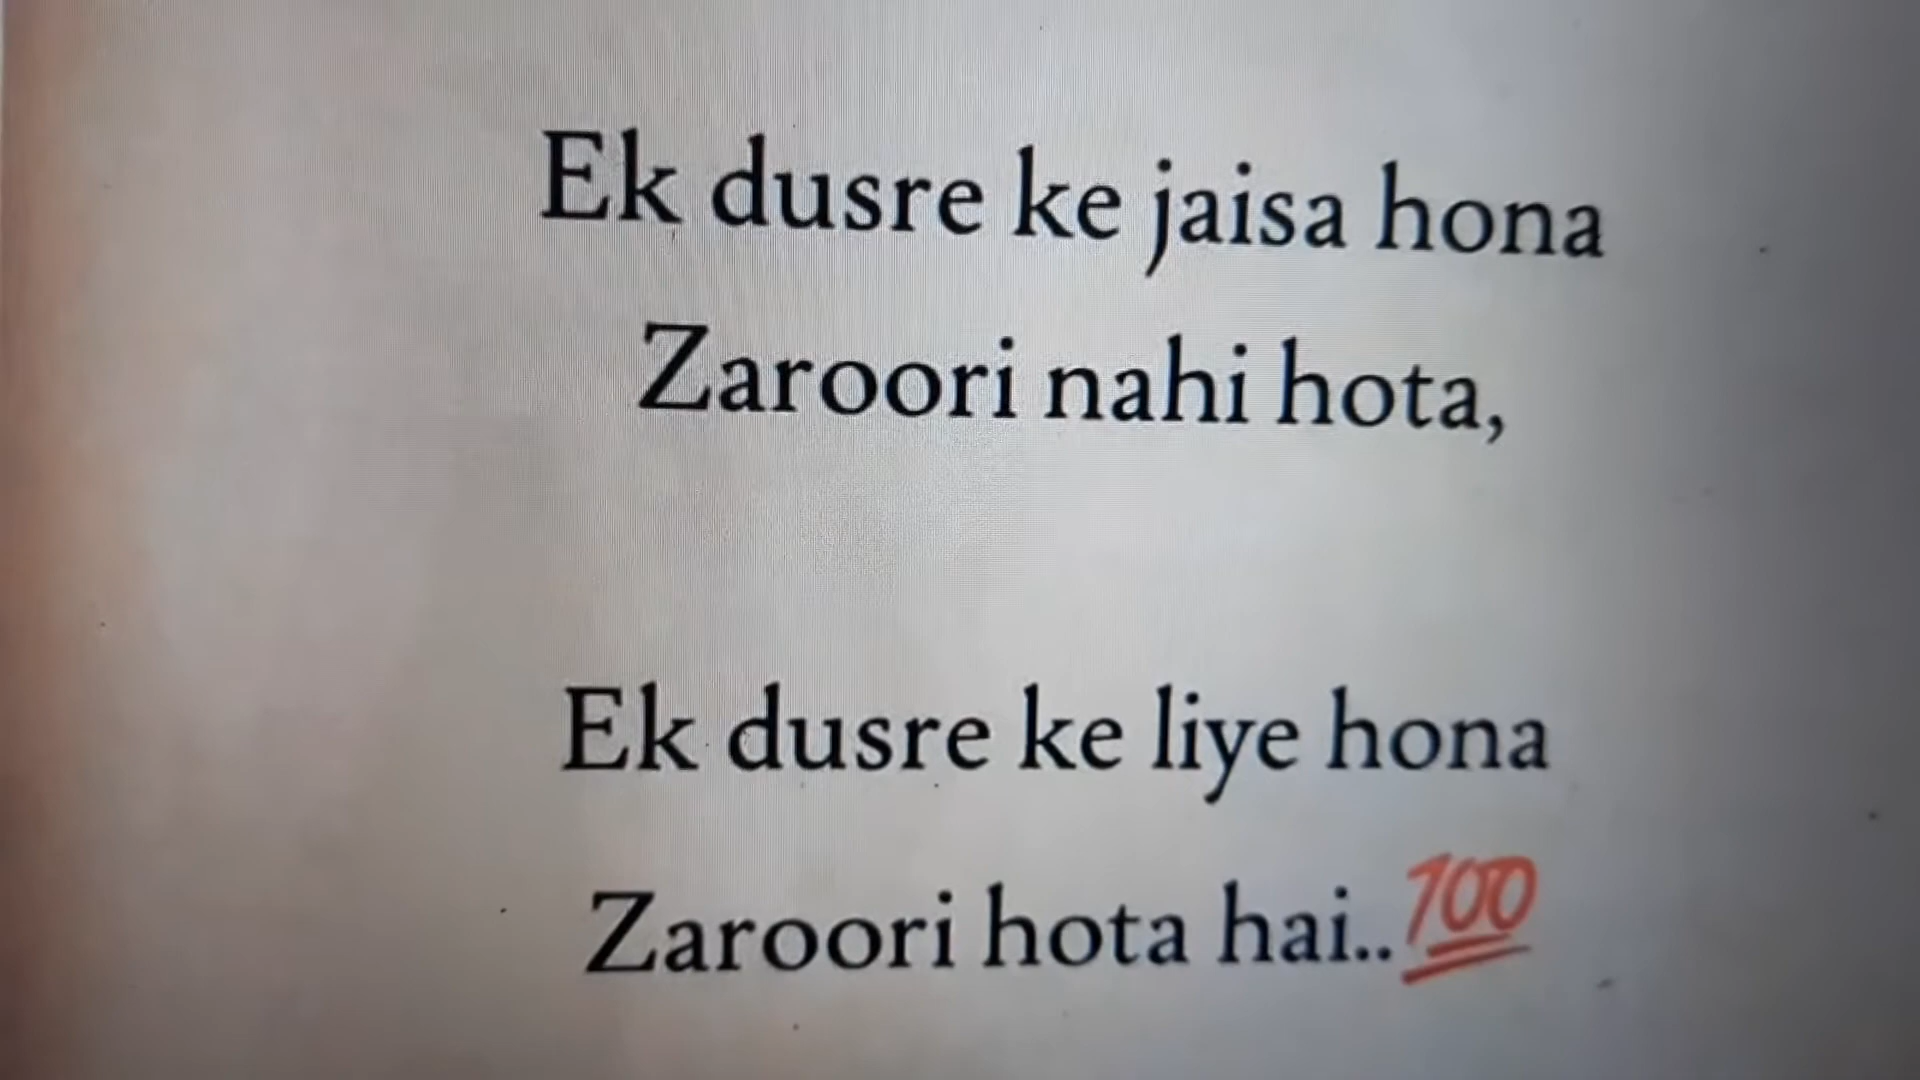 Ek dusre ke jaisa hona
Zaroori nahi hota,
Ek dusre ke liye hona
Zaroori hota hai..💯